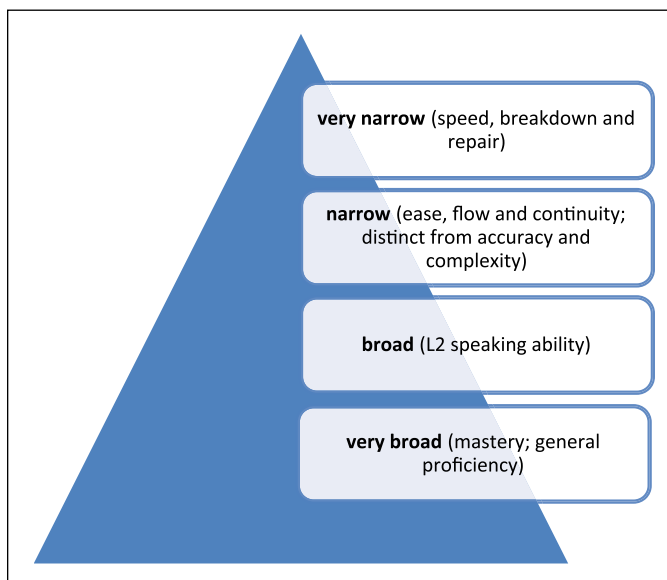 very narrow (speed, breakdown and
repair)
narrow (ease, flow and continuity;
distinct from accuracy and
complexity)
broad (L2 speaking ability)
very broad (mastery; general
proficiency)